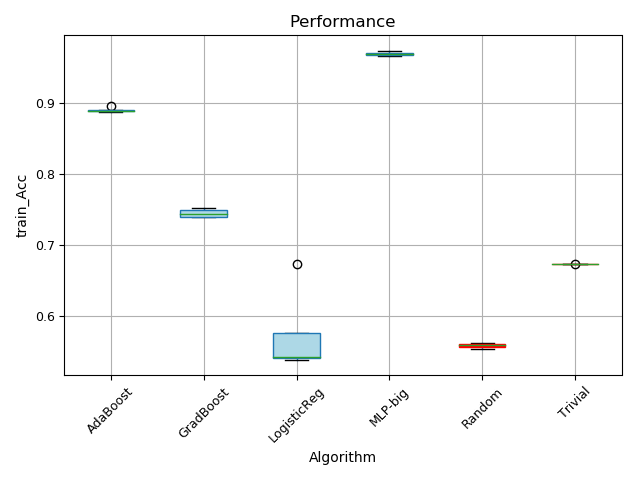 Performance
train_Acc
0.9
0.8
0.7
0.6
AdaBoost
GradBoost
LogisticReg
MLP-big
Random
Trivial
Algorithm